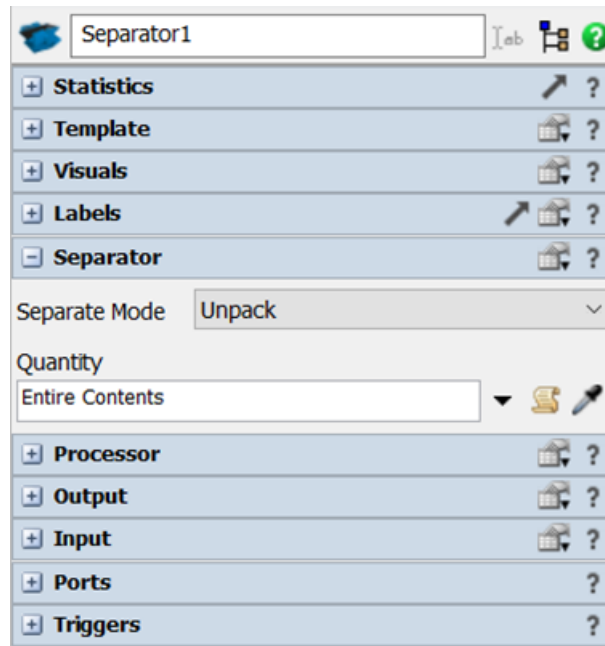 Separator1
Statistics ?
Template ?
Visuals ?
Labels ?
Separator ?
Separate Mode Unpack
Quantity
Entire Contents
Processor ?
Output ?
Input ?
Ports ?
Triggers ?